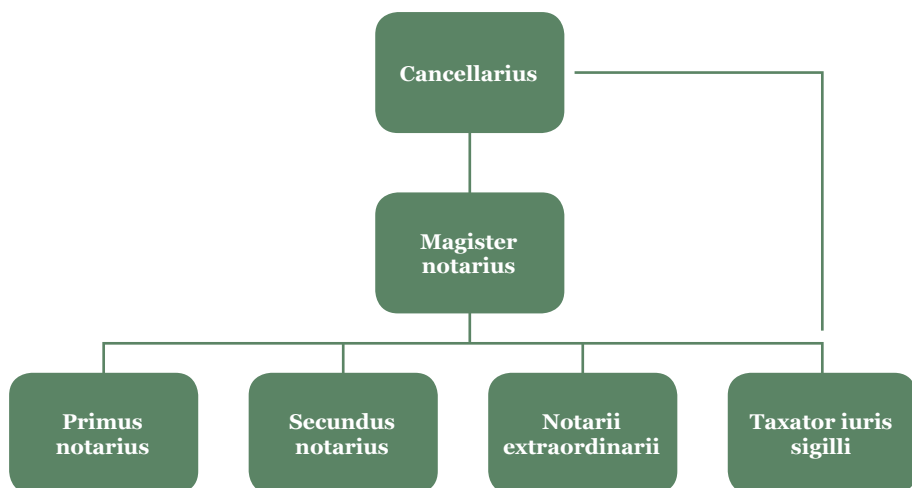 Cancellarius
Magister
notarius
Primus
notarius
Secundus
notarius
Notarii
extraordinarii
Taxator iuris
sigilli